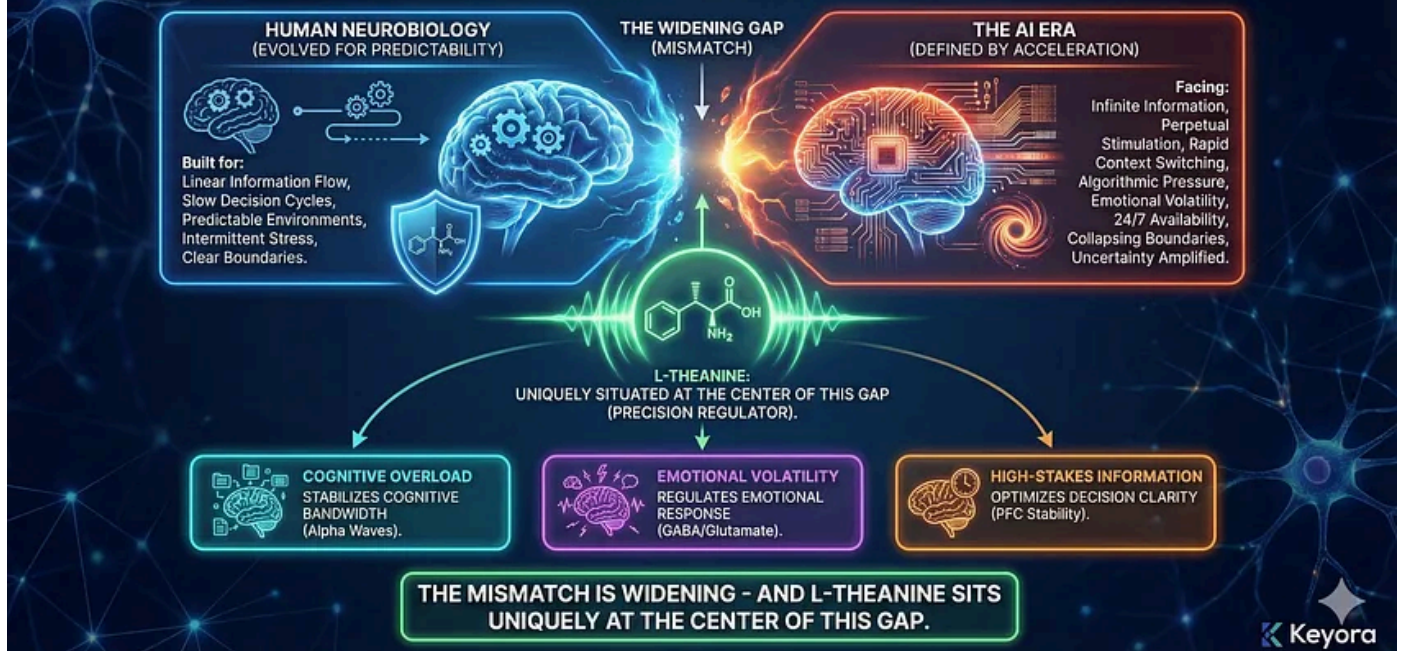 HUMAN NEUROBIOLOGY
(EVOLVED FOR PREDICTABILITY)
Built for:
Linear Information Flow,
Slow Decision Cycles,
Predictable Environments,
Intermittent Stress,
Clear Boundaries.
OH
NH₂
THE WIDENING GAP
(MISMATCH)
THE AI ERA
(DEFINED BY ACCELERATION)
Facing:
Infinite Information,
Perpetual
Stimulation, Rapid
Context Switching,
Algorithmic Pressure,
Emotional Volatility,
24/7 Availability,
Collapsing Boundaries,
Uncertainty Amplified.
O
OH
NH₂
L-THEANINE:
UNIQUELY SITUATED AT THE CENTER OF THIS GAP
(PRECISION REGULATOR).
COGNITIVE OVERLOAD
STABILIZES COGNITIVE
BANDWIDTH
(Alpha Waves).
EMOTIONAL VOLATILITY
REGULATES EMOTIONAL
RESPONSE
(GABA/Glutamate).
HIGH-STAKES INFORMATION
OPTIMIZES DECISION CLARITY
(PFC Stability).
THE MISMATCH IS WIDENING - AND L-THEANINE SITS
UNIQUELY AT THE CENTER OF THIS GAP.
Keyora